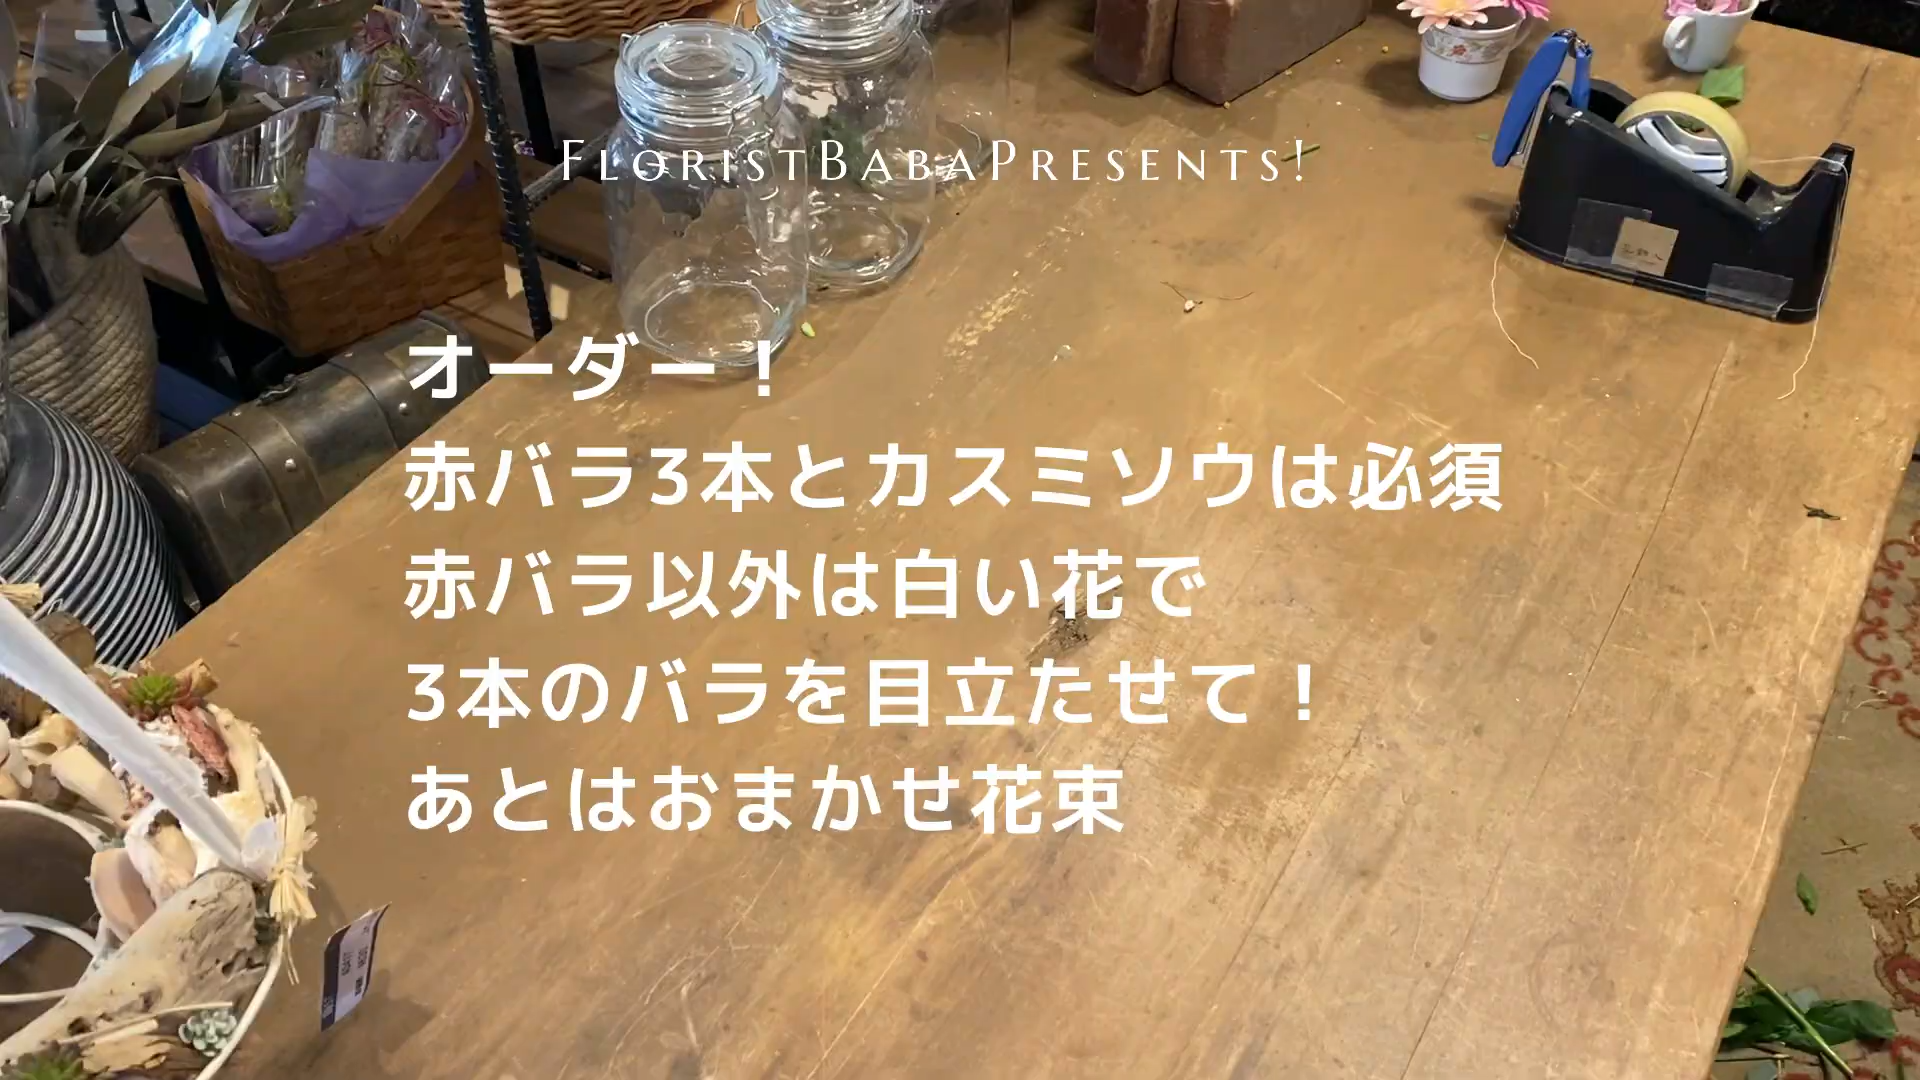 FloristBabaPresents!
オーダー！
赤バラ3本とカスミソウは必須
赤バラ以外は白い花で
3本のバラを目立たせて！
あとはおまかせ花束